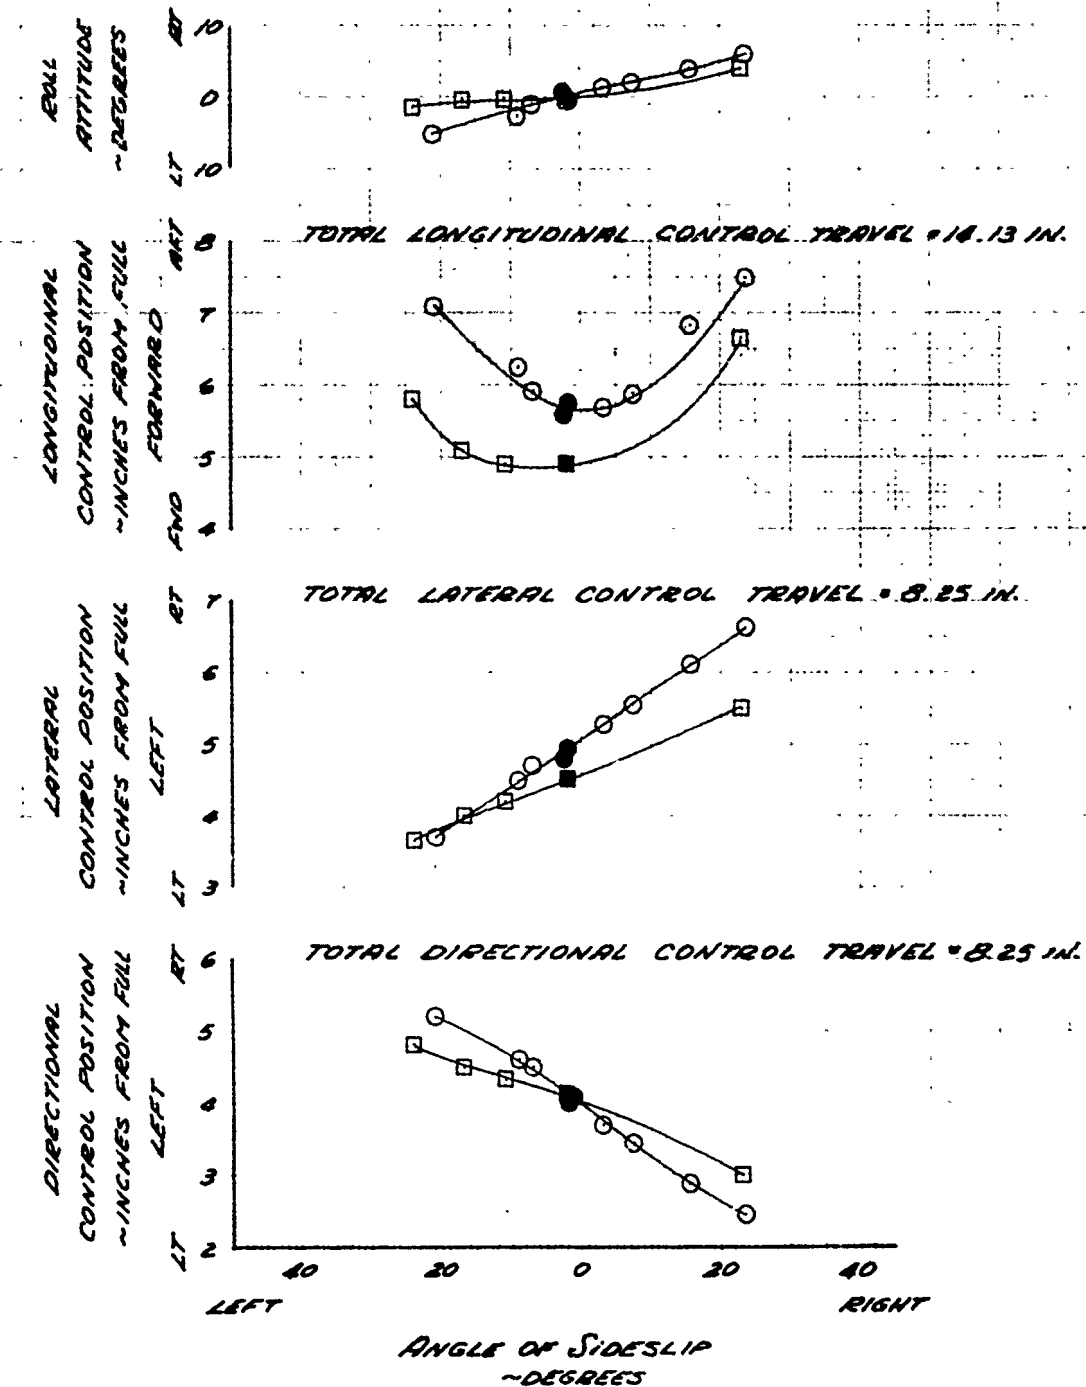 ROLL
ATTITUDE
~DEGREES
RT
LT
10
0
10
TOTAL LONGITUDINAL CONTROL TRAVEL = 14.13 IN.
LONGITUDINAL
CONTROL POSITION
~INCHES FROM FULL
FORWARD
AFT
FWD
8
7
6
5
4
TOTAL LATERAL CONTROL TRAVEL = 8.25 IN.
LATERAL
CONTROL POSITION
~INCHES FROM FULL
LEFT
RT
LT
7
6
5
4
3
TOTAL DIRECTIONAL CONTROL TRAVEL = 8.25 IN.
DIRECTIONAL
CONTROL POSITION
~INCHES FROM FULL
LEFT
RT
LT
6
5
4
3
2
40 20 0 20 40
LEFT RIGHT
ANGLE OF SIDESLIP
~DEGREES